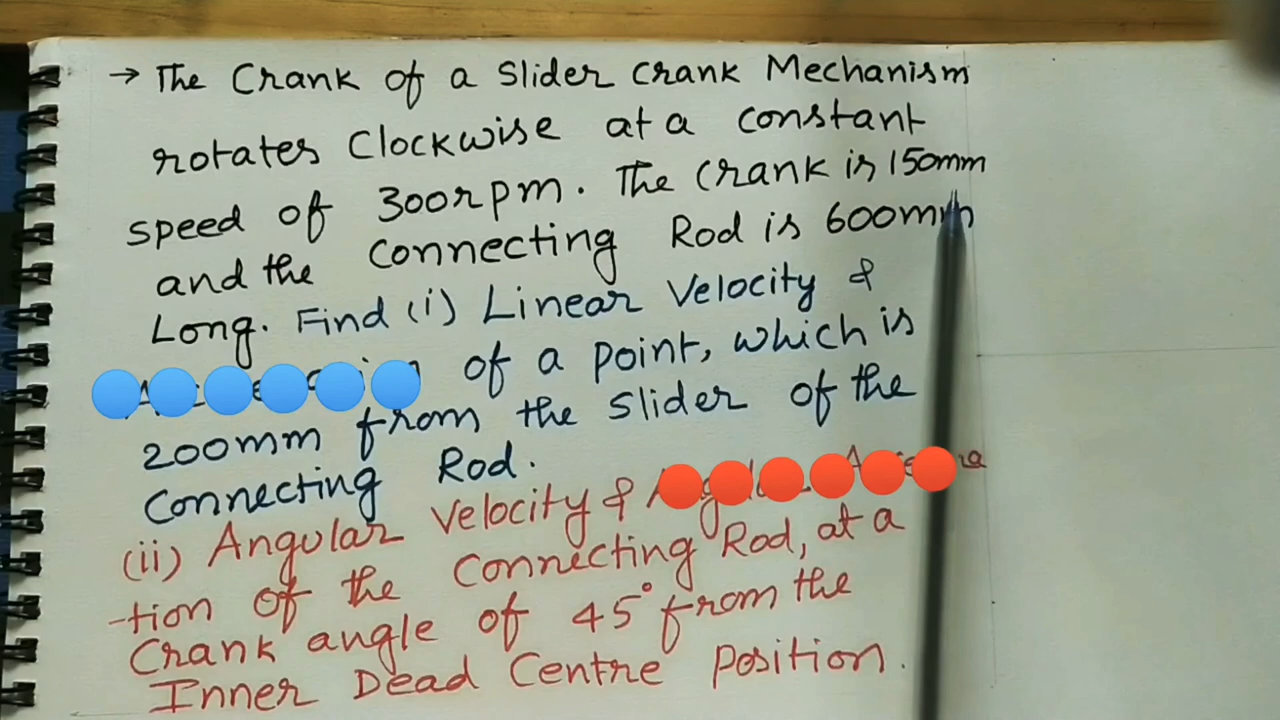 → The Crank of a Slider Crank Mechanism
rotates Clockwise at a constant
speed of 300rpm. The Crank is 150mm
and the Connecting Rod is 600mm
Long. Find (i) Linear Velocity &
of a point, which is
200mm from the Slider of the
Connecting Rod.
(ii) Angular Velocity &
-tion of the Connecting Rod, at a
Crank angle of 45° from the
Inner Dead Centre Position.